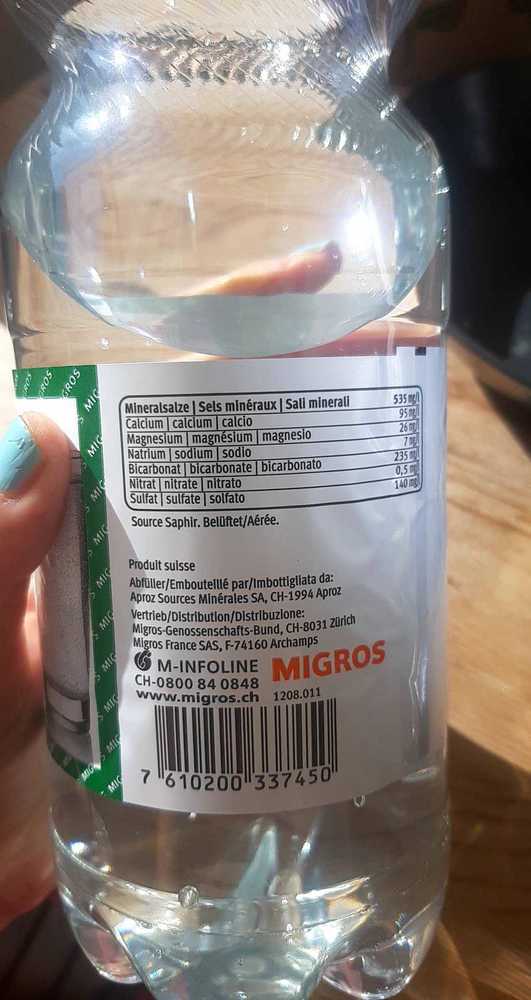 Mineralsalze | Sels minéraux | Sali minerali 535 mg/l
Calcium | calcium | calcio 95 mg/l
Magnesium | magnésium | magnesio 26 mg/l
Natrium | sodium | sodio 7 mg/l
Bicarbonat | bicarbonate | bicarbonato 235 mg/l
Nitrat | nitrate | nitrato 0,5 mg/l
Sulfat | sulfate | solfato 140 mg/l
Source Saphir. Belüftet/Aérée.
Produit suisse
Abfüller/Embouteillé par/Imbottigliata da:
Aproz Sources Minérales SA, CH-1994 Aproz
Vertrieb/Distribution/Distribuzione:
Migros-Genossenschafts-Bund, CH-8031 Zürich
Migros France SAS, F-74160 Archamps
M-INFOLINE
CH-0800 84 0848
www.migros.ch
MIGROS
1208.011
7 610200 337450